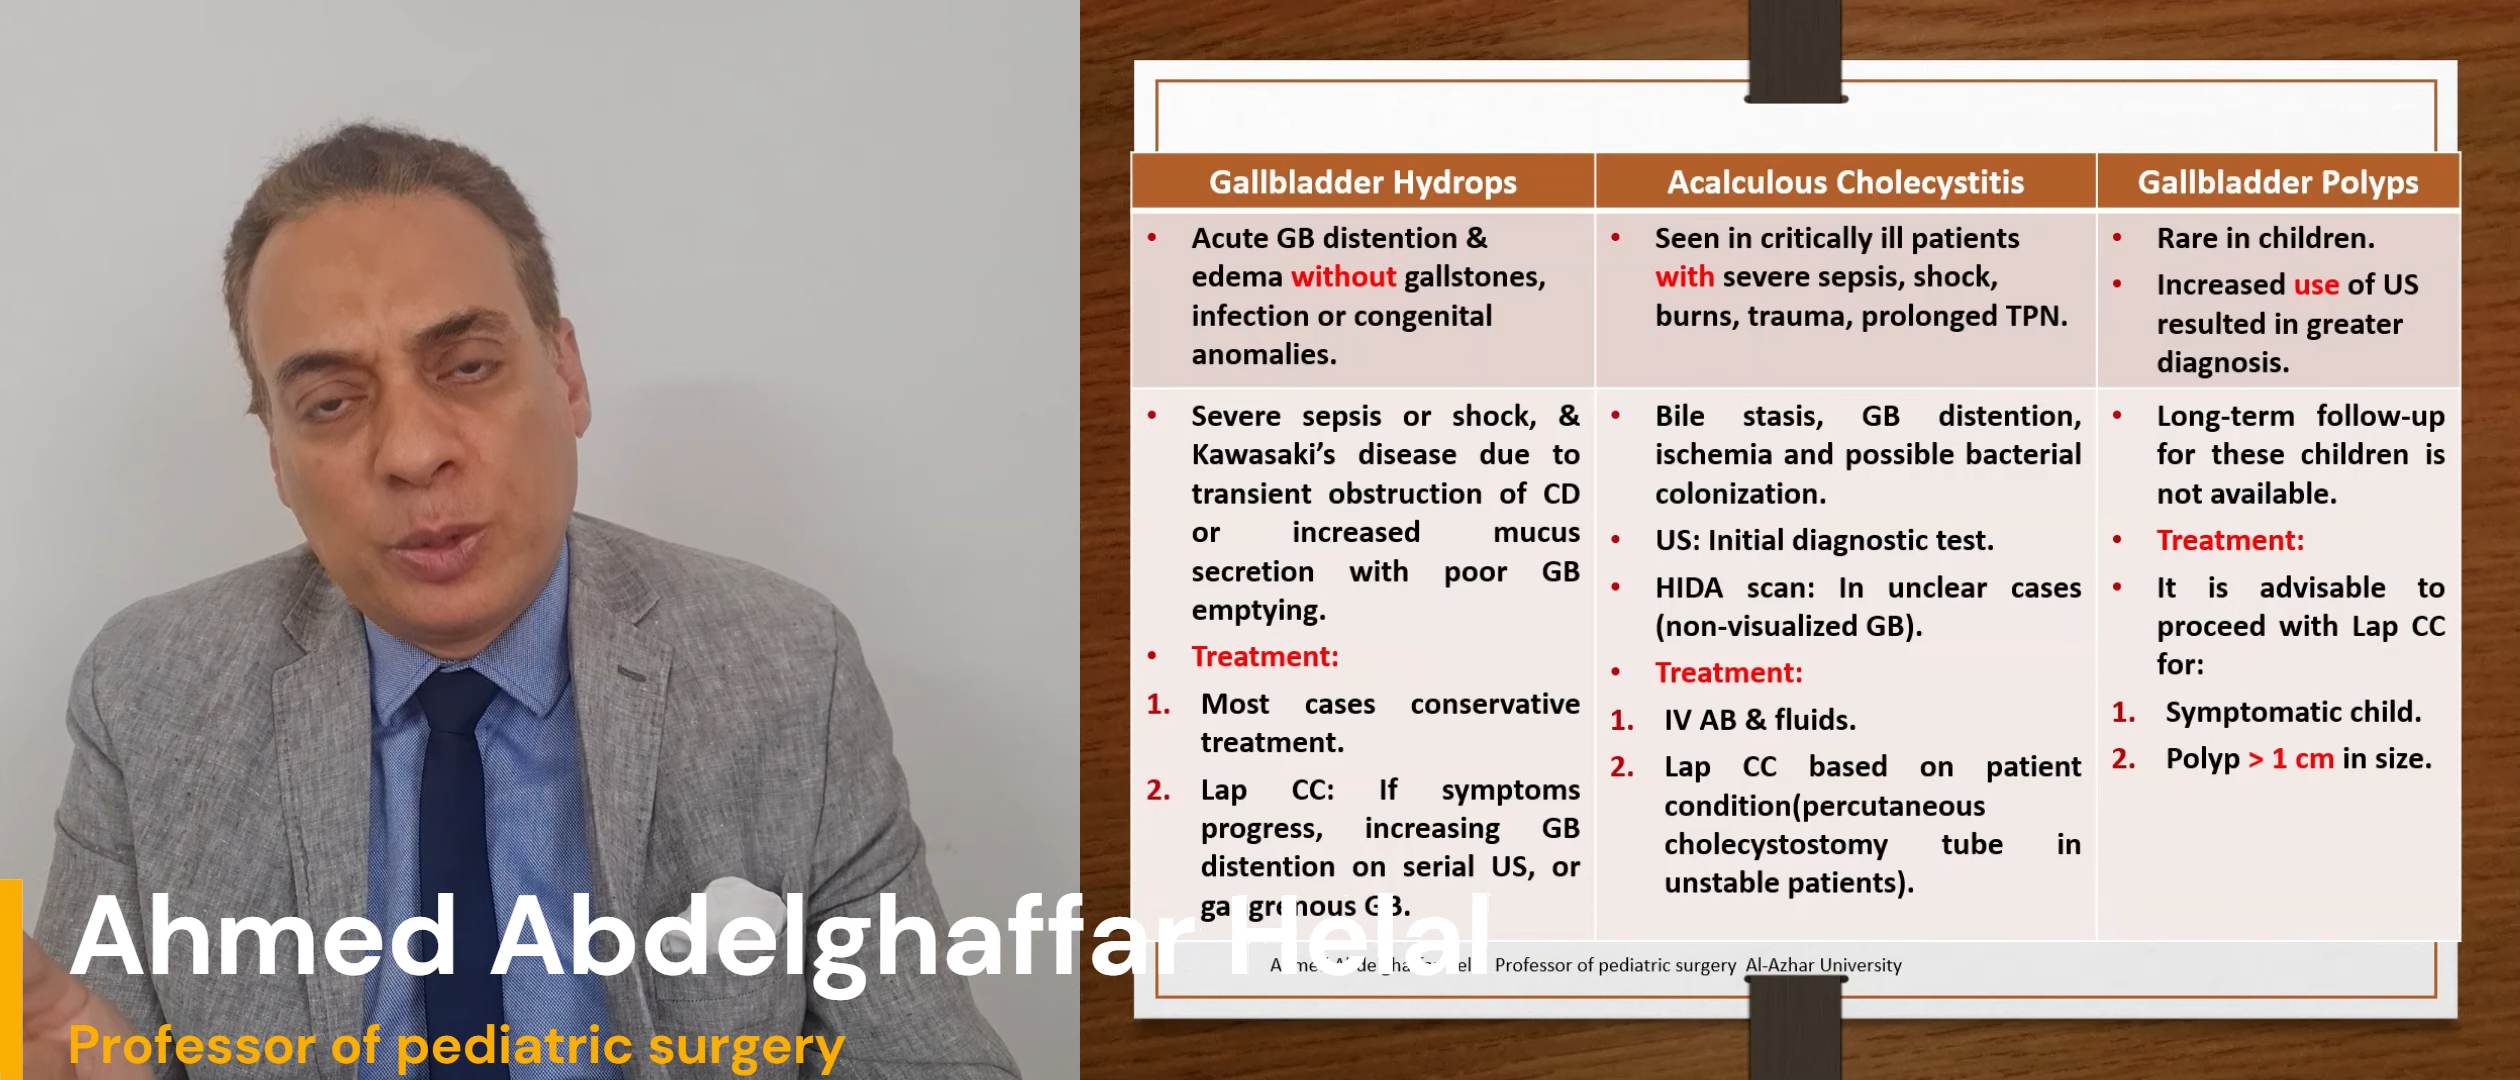 Gallbladder Hydrops
Acalculous Cholecystitis
Gallbladder Polyps
• Acute GB distention &
edema without gallstones,
infection or congenital
anomalies.
• Seen in critically ill patients
with severe sepsis, shock,
burns, trauma, prolonged TPN.
• Rare in children.
• Increased use of US
resulted in greater
diagnosis.
• Severe sepsis or shock, &
Kawasaki’s disease due to
transient obstruction of CD
or increased mucus
secretion with poor GB
emptying.
• Treatment:
1. Most cases conservative
treatment.
2. Lap CC: If symptoms
progress, increasing GB
distention on serial US, or
gangrenous GB.
• Bile stasis, GB distention,
ischemia and possible bacterial
colonization.
• US: Initial diagnostic test.
• HIDA scan: In unclear cases
(non-visualized GB).
• Treatment:
1. IV AB & fluids.
2. Lap CC based on patient
condition(percutaneous
cholecystostomy tube in
unstable patients).
• Long-term follow-up
for these children is
not available.
• Treatment:
• It is advisable to
proceed with Lap CC
for:
1. Symptomatic child.
2. Polyp > 1 cm in size.
Ahmed Abdelghaffar Helal Professor of pediatric surgery Al-Azhar University
Ahmed Abdelghaffar Helal
Professor of pediatric surgery